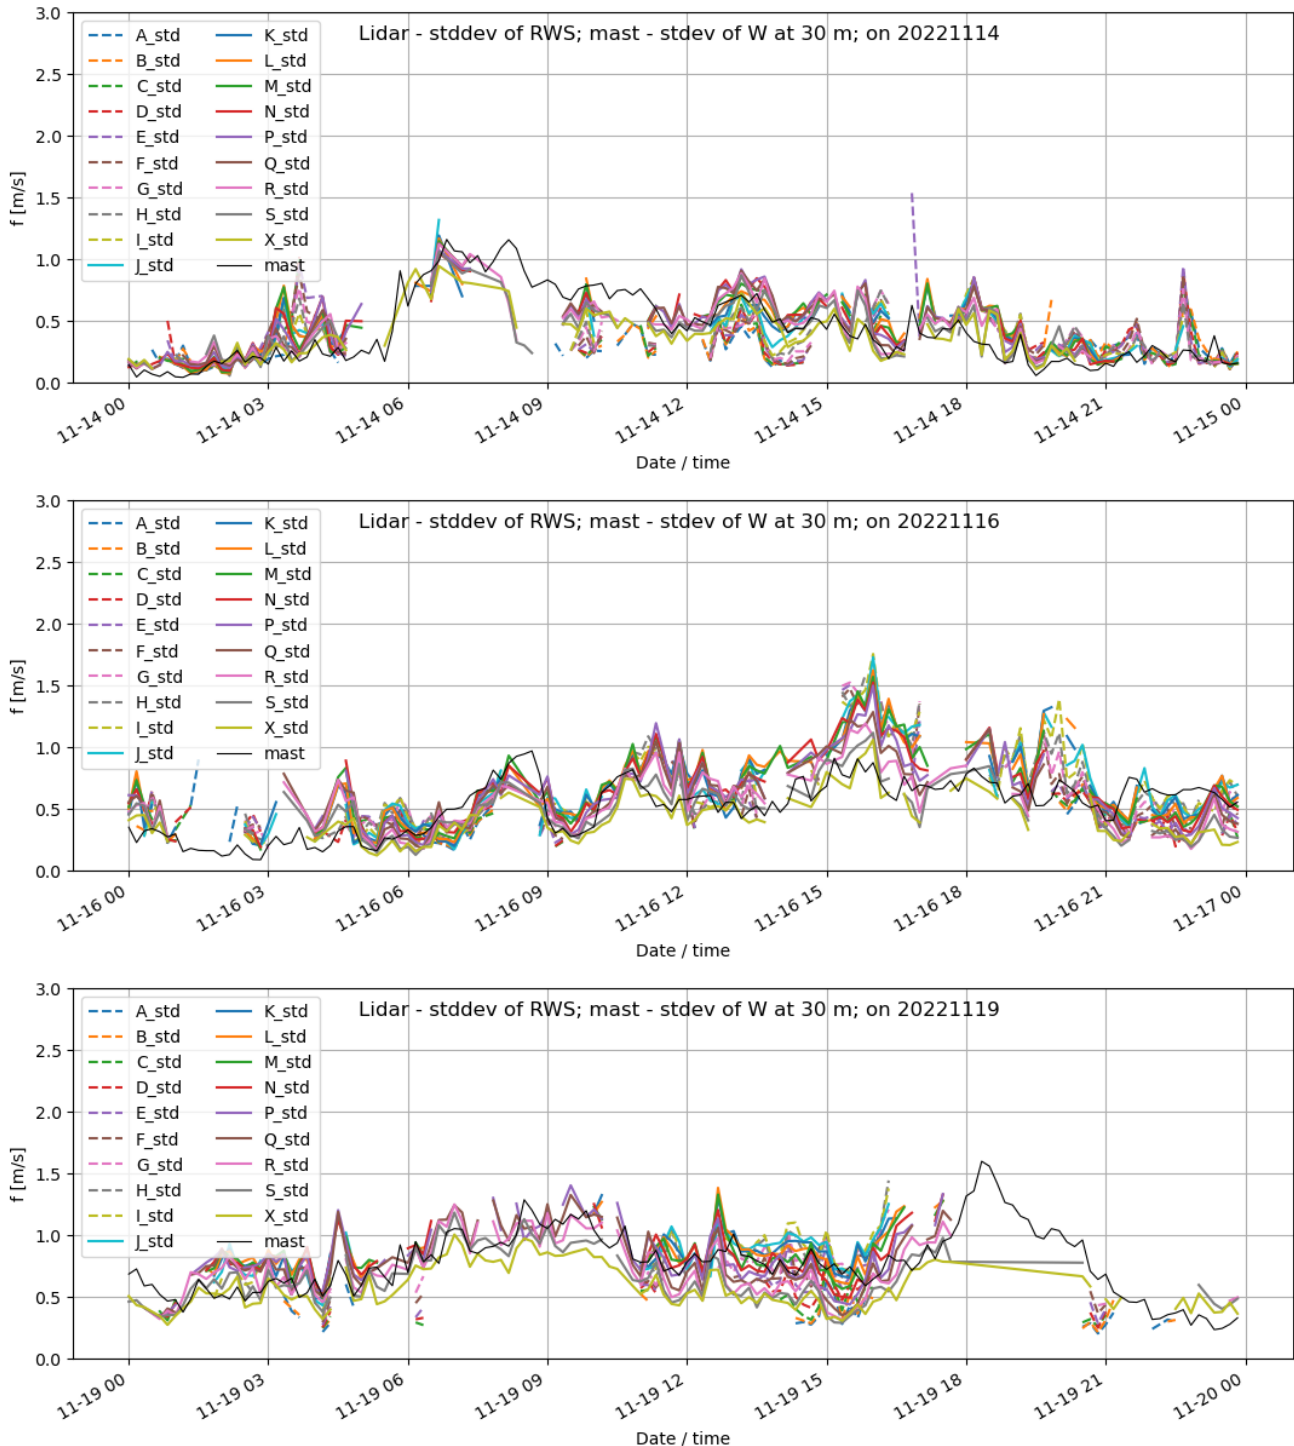 Lidar - stddev of RWS; mast - stdev of W at 30 m; on 20221114
A_std K_std
B_std L_std
C_std M_std
D_std N_std
E_std P_std
F_std Q_std
G_std R_std
H_std S_std
I_std X_std
J_std mast
f [m/s]
3.0
2.5
2.0
1.5
1.0
0.5
0.0
11-14 00 11-14 03 11-14 06 11-14 09 11-14 12 11-14 15 11-14 18 11-14 21 11-15 00
Date / time
Lidar - stddev of RWS; mast - stdev of W at 30 m; on 20221116
A_std K_std
B_std L_std
C_std M_std
D_std N_std
E_std P_std
F_std Q_std
G_std R_std
H_std S_std
I_std X_std
J_std mast
f [m/s]
3.0
2.5
2.0
1.5
1.0
0.5
0.0
11-16 00 11-16 03 11-16 06 11-16 09 11-16 12 11-16 15 11-16 18 11-16 21 11-17 00
Date / time
Lidar - stddev of RWS; mast - stdev of W at 30 m; on 20221119
A_std K_std
B_std L_std
C_std M_std
D_std N_std
E_std P_std
F_std Q_std
G_std R_std
H_std S_std
I_std X_std
J_std mast
f [m/s]
3.0
2.5
2.0
1.5
1.0
0.5
0.0
11-19 00 11-19 03 11-19 06 11-19 09 11-19 12 11-19 15 11-19 18 11-19 21 11-20 00
Date / time